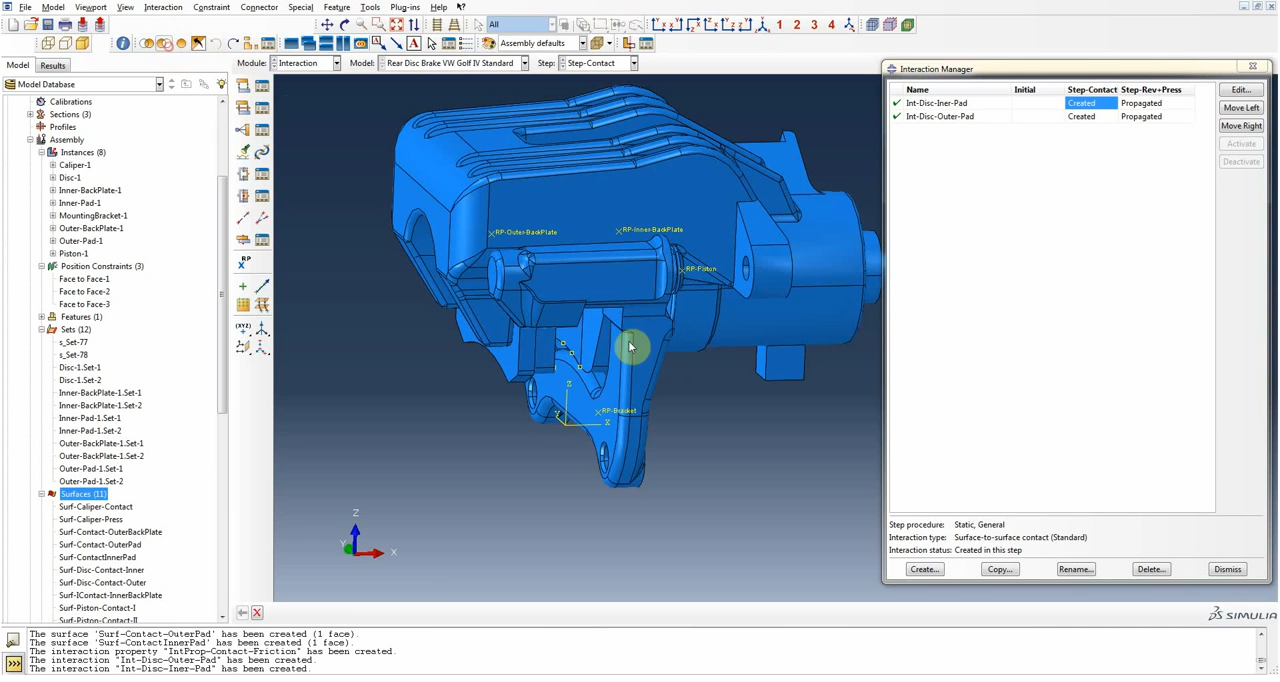 File Model Viewport View Interaction Constraint Connector Special Feature Tools Plug-ins Help
All
1 2 3 4
Assembly defaults
Model Results Module: Interaction Model: Rear Disc Brake VW Golf IV Standard Step: Step-Contact
Model Database
Calibrations
Sections (3)
Profiles
Assembly
Instances (8)
Caliper-1
Disc-1
Inner-BackPlate-1
Inner-Pad-1
MountingBracket-1
Outer-BackPlate-1
Outer-Pad-1
Piston-1
Position Constraints (3)
Face to Face-1
Face to Face-2
Face to Face-3
Features (1)
Sets (12)
s_Set-77
s_Set-78
Disc-1.Set-1
Disc-1.Set-2
Inner-BackPlate-1.Set-1
Inner-BackPlate-1.Set-2
Inner-Pad-1.Set-1
Inner-Pad-1.Set-2
Outer-BackPlate-1.Set-1
Outer-BackPlate-1.Set-2
Outer-Pad-1.Set-1
Outer-Pad-1.Set-2
Surfaces (11)
Surf-Caliper-Contact
Surf-Caliper-Press
Surf-Contact-OuterBackPlate
Surf-Contact-OuterPad
Surf-ContactInnerPad
Surf-Disc-Contact-Inner
Surf-Disc-Contact-Outer
Surf-IContact-InnerBackPlate
Surf-Piston-Contact-I
Surf-Piston-Contact-II
RP
(XYZ)
RP-Outer-BackPlate
RP-Inner-BackPlate
RP-Piston
RP-Bracket
Z
Y
X
Z
Y
X
Interaction Manager
Name Initial Step-Contact Step-Rev+Press
Int-Disc-Iner-Pad Created Propagated
Int-Disc-Outer-Pad Created Propagated
Edit...
Move Left
Move Right
Activate
Deactivate
Step procedure: Static, General
Interaction type: Surface-to-surface contact (Standard)
Interaction status: Created in this step
Create... Copy... Rename... Delete... Dismiss
SIMULIA
The surface 'Surf-Contact-OuterPad' has been created (1 face).
The surface 'Surf-ContactInnerPad' has been created (1 face).
The interaction property "IntProp-Contact-Friction" has been created.
The interaction "Int-Disc-Outer-Pad" has been created.
The interaction "Int-Disc-Iner-Pad" has been created.
>>>